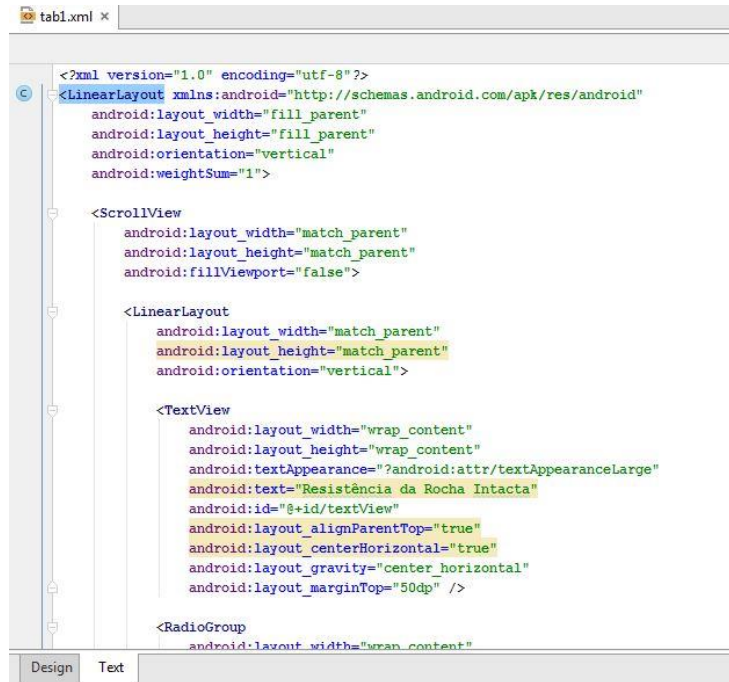 tab1.xml ×
<?xml version="1.0" encoding="utf-8"?>
C
<LinearLayout xmlns:android="http://schemas.android.com/apk/res/android"
android:layout_width="fill_parent"
android:layout_height="fill_parent"
android:orientation="vertical"
android:weightSum="1">
<ScrollView
android:layout_width="match_parent"
android:layout_height="match_parent"
android:fillViewport="false">
<LinearLayout
android:layout_width="match_parent"
android:layout_height="match_parent"
android:orientation="vertical">
<TextView
android:layout_width="wrap_content"
android:layout_height="wrap_content"
android:textAppearance="?android:attr/textAppearanceLarge"
android:text="Resistência da Rocha Intacta"
android:id="@+id/textView"
android:layout_alignParentTop="true"
android:layout_centerHorizontal="true"
android:layout_gravity="center_horizontal"
android:layout_marginTop="50dp" />
<RadioGroup
android:layout_width="wrap_content"
Design Text